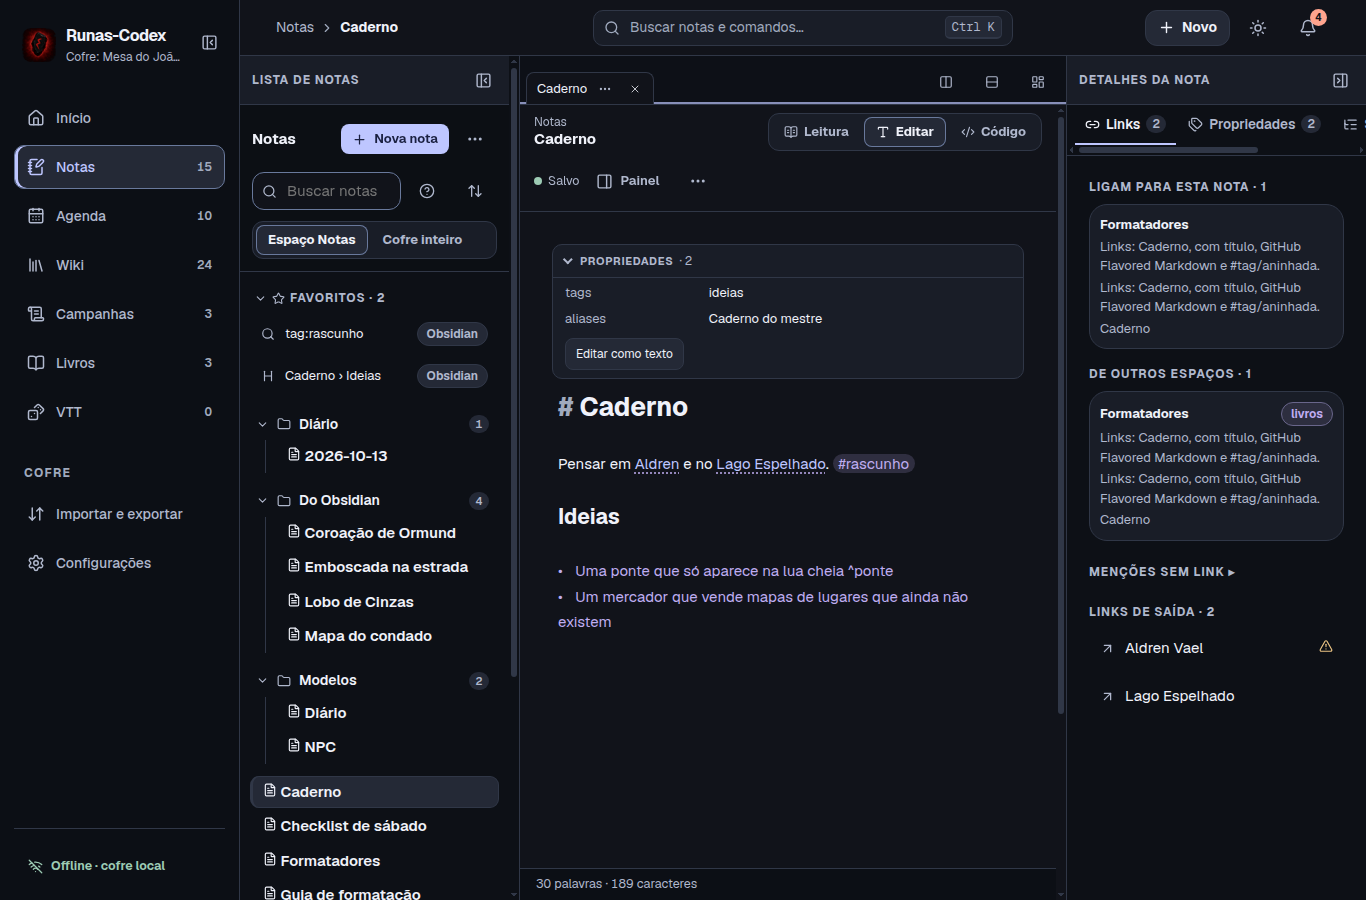 Runas-Codex
Cofre: Mesa do Joã...
Início
Notas 15
Agenda 10
Wiki 24
Campanhas 3
Livros 3
VTT 0
COFRE
Importar e exportar
Configurações
Offline · cofre local
Notas > Caderno
Buscar notas e comandos... Ctrl K
+ Novo
4
LISTA DE NOTAS
Notas
+ Nova nota
Buscar notas
Espaço Notas Cofre inteiro
FAVORITOS · 2
tag:rascunho Obsidian
H Caderno › Ideias Obsidian
Diário 1
2026-10-13
Do Obsidian 4
Coroação de Ormund
Emboscada na estrada
Lobo de Cinzas
Mapa do condado
Modelos 2
Diário
NPC
Caderno
Checklist de sábado
Formatadores
Guia de formatação
Caderno ··· ×
Notas
Caderno
Leitura Editar Código
Salvo Painel ···
PROPRIEDADES · 2
tags ideias
aliases Caderno do mestre
Editar como texto
# Caderno
Pensar em Aldren e no Lago Espelhado. #rascunho
Ideias
• Uma ponte que só aparece na lua cheia ^ponte
• Um mercador que vende mapas de lugares que ainda não
existem
30 palavras · 189 caracteres
DETALHES DA NOTA
Links 2 Propriedades 2
LIGAM PARA ESTA NOTA · 1
Formatadores
Links: Caderno, com título, GitHub
Flavored Markdown e #tag/aninhada.
Links: Caderno, com título, GitHub
Flavored Markdown e #tag/aninhada.
Caderno
DE OUTROS ESPAÇOS · 1
Formatadores livros
Links: Caderno, com título, GitHub
Flavored Markdown e #tag/aninhada.
Links: Caderno, com título, GitHub
Flavored Markdown e #tag/aninhada.
Caderno
MENÇÕES SEM LINK ▸
LINKS DE SAÍDA · 2
Aldren Vael
Lago Espelhado